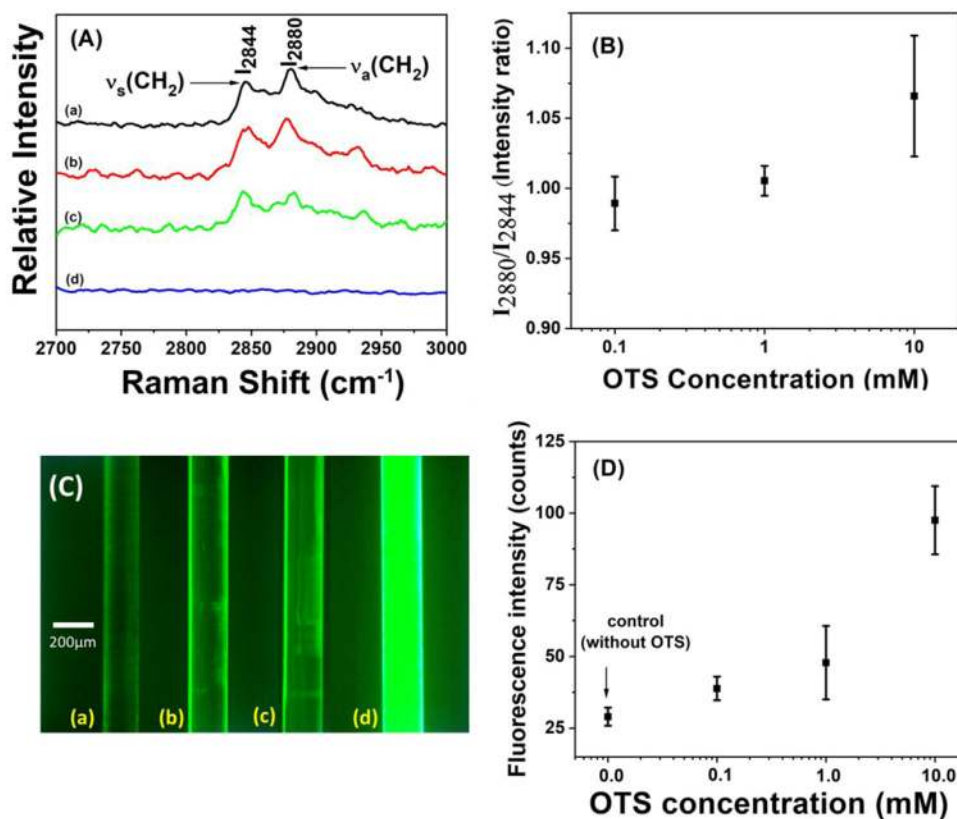 (A)
I2844
I2880
νs(CH2)
νa(CH2)
(a)
(b)
(c)
(d)
Relative Intensity
2700 2750 2800 2850 2900 2950 3000
Raman Shift (cm-1)
(B)
I2880/I2844 (Intensity ratio)
1.10
1.05
1.00
0.95
0.90
0.1 1 10
OTS Concentration (mM)
(C)
200µm
(a) (b) (c) (d)
(D)
Fluorescence intensity (counts)
125
100
75
50
25
control
(without OTS)
0.0 0.1 1.0 10.0
OTS concentration (mM)